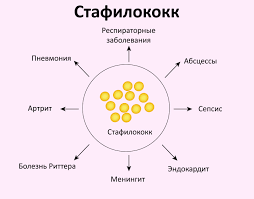 Стафилококк
Респираторные
заболевания
Пневмония
Абсцессы
Артрит
Сепсис
Стафилококк
Болезнь Риттера
Эндокардит
Менингит